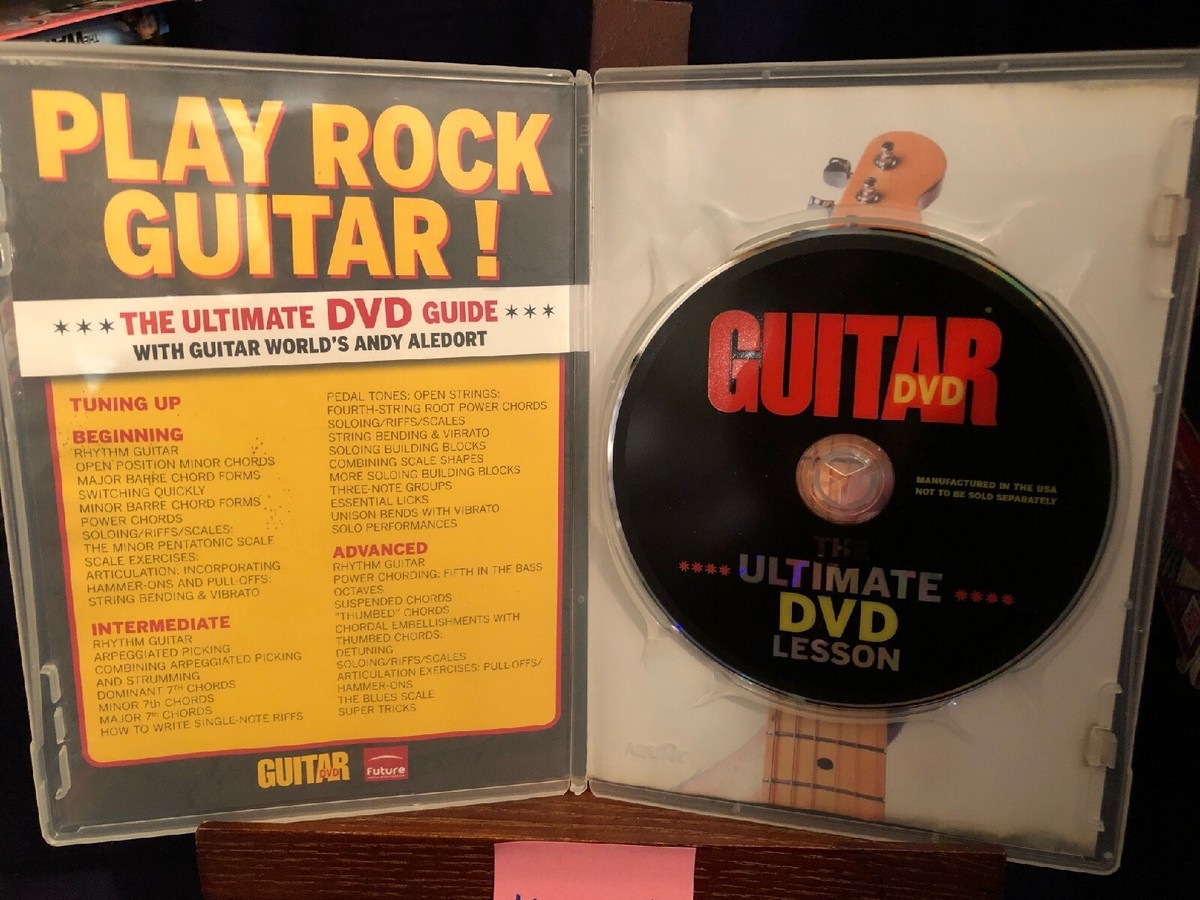 PLAY ROCK
GUITAR!
***THE ULTIMATE DVD GUIDE***
WITH GUITAR WORLD'S ANDY ALEDORT
TUNING UP
BEGINNING
RHYTHM GUITAR
OPEN POSITION MINOR CHORDS
MAJOR BARRE CHORD FORMS
SWITCHING QUICKLY
MINOR BARRE CHORD FORMS
POWER CHORDS
SOLOING/RIFFS/SCALES:
THE MINOR PENTATONIC SCALE
SCALE EXERCISES:
ARTICULATION: INCORPORATING
HAMMER-ONS AND PULL-OFFS:
STRING BENDING & VIBRATO
INTERMEDIATE
RHYTHM GUITAR
ARPEGGIATED PICKING
COMBINING ARPEGGIATED PICKING
AND STRUMMING
DOMINANT 7TH CHORDS
MINOR 7th CHORDS
MAJOR 7th CHORDS
HOW TO WRITE SINGLE-NOTE RIFFS
PEDAL TONES: OPEN STRINGS:
FOURTH-STRING ROOT POWER CHORDS
SOLOING/RIFFS/SCALES
STRING BENDING & VIBRATO
SOLOING BUILDING BLOCKS
COMBINING SCALE SHAPES
MORE SOLOING BUILDING BLOCKS
THREE-NOTE GROUPS
ESSENTIAL LICKS
UNISON BENDS WITH VIBRATO
SOLO PERFORMANCES
ADVANCED
RHYTHM GUITAR
POWER CHORDING: FIFTH IN THE BASS
OCTAVES
SUSPENDED CHORDS
"THUMBED" CHORDS
CHORDAL EMBELLISHMENTS WITH
THUMBED CHORDS:
DETUNING
SOLOING/RIFFS/SCALES
ARTICULATION EXERCISES: PULL-OFFS/
HAMMER-ONS
THE BLUES SCALE
SUPER TRICKS
GUITAR DVD
Future
GUITAR
DVD
MANUFACTURED IN THE USA
NOT TO BE SOLD SEPARATELY
THE
****ULTIMATE****
DVD
LESSON